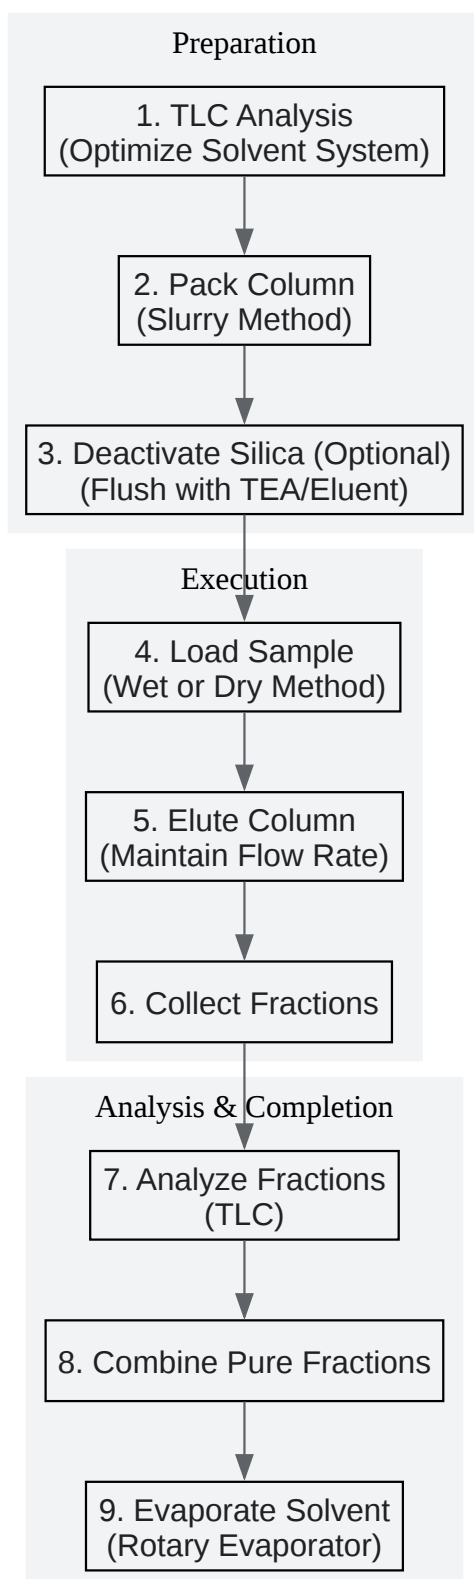 Preparation
1. TLC Analysis
(Optimize Solvent System)
2. Pack Column
(Slurry Method)
3. Deactivate Silica (Optional)
(Flush with TEA/Eluent)
Execution
4. Load Sample
(Wet or Dry Method)
5. Elute Column
(Maintain Flow Rate)
6. Collect Fractions
Analysis & Completion
7. Analyze Fractions
(TLC)
8. Combine Pure Fractions
9. Evaporate Solvent
(Rotary Evaporator)